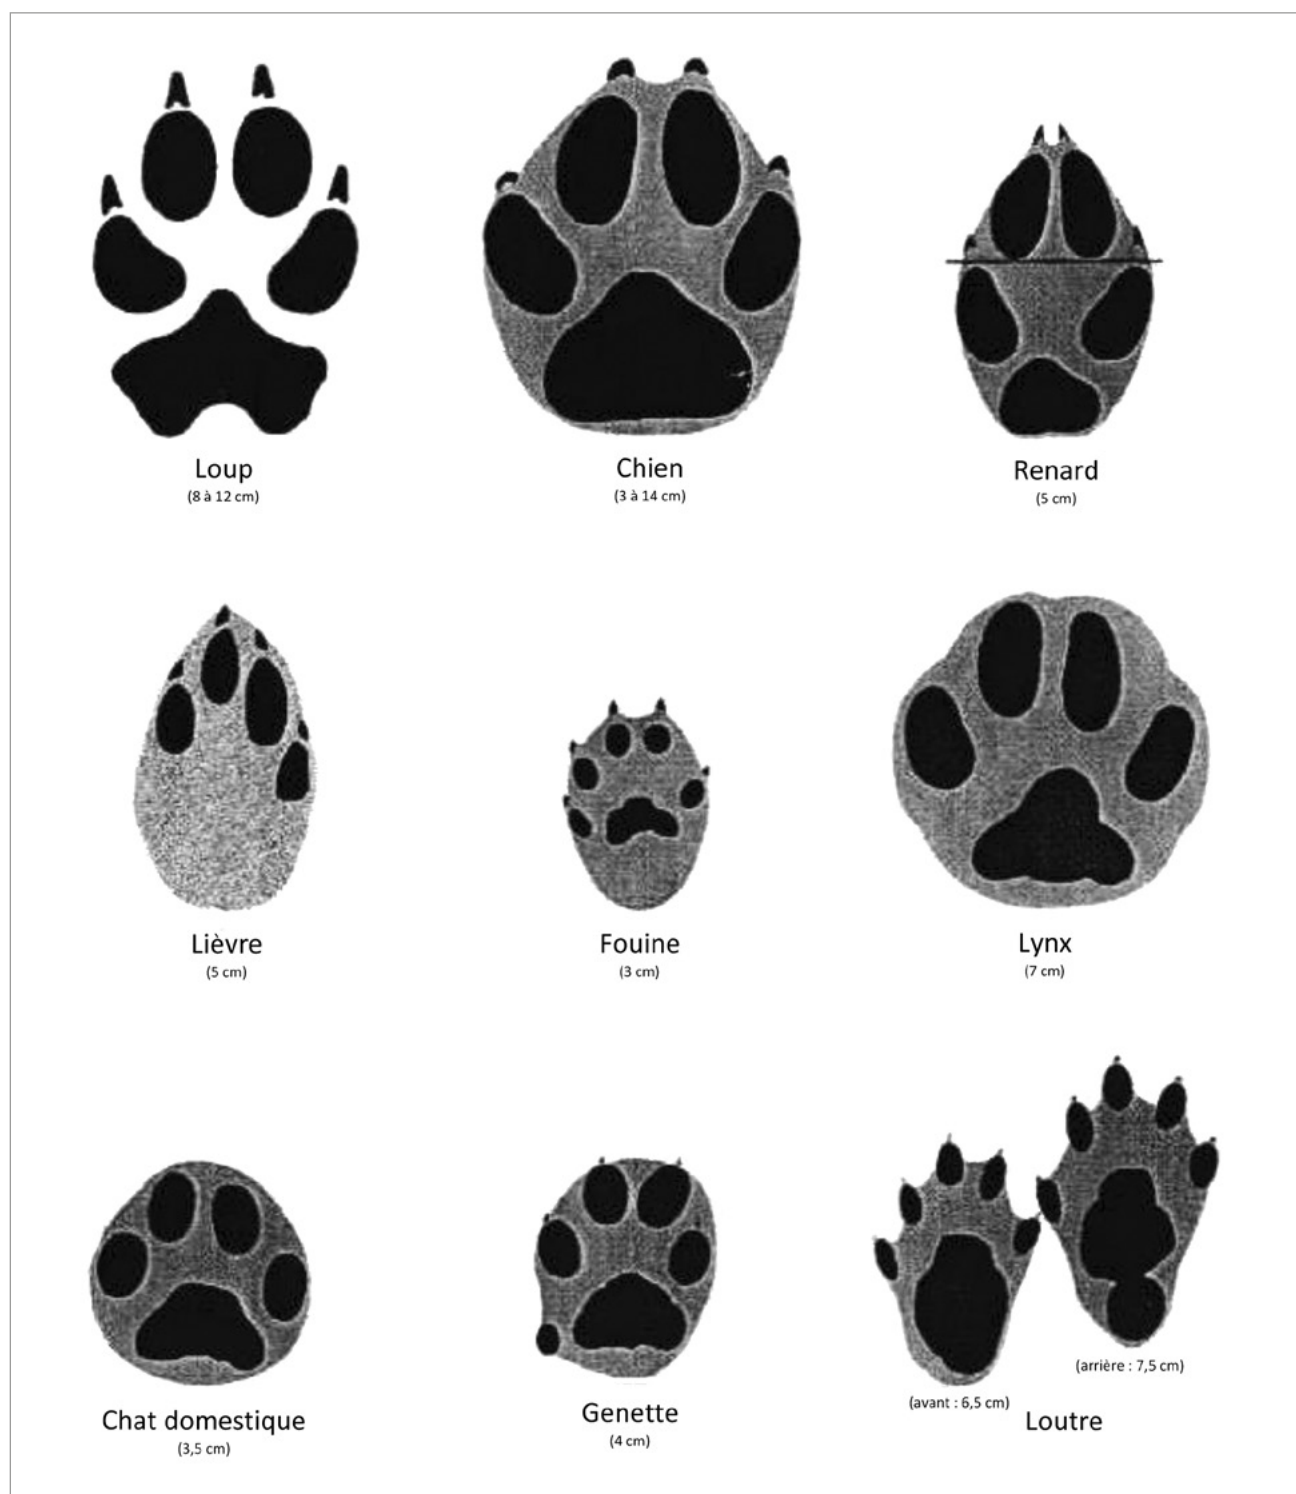 Loup
(8 à 12 cm)
Chien
(3 à 14 cm)
Renard
(5 cm)
Lièvre
(5 cm)
Fouine
(3 cm)
Lynx
(7 cm)
Chat domestique
(3,5 cm)
Genette
(4 cm)
(arrière : 7,5 cm)
(avant : 6,5 cm)
Loutre